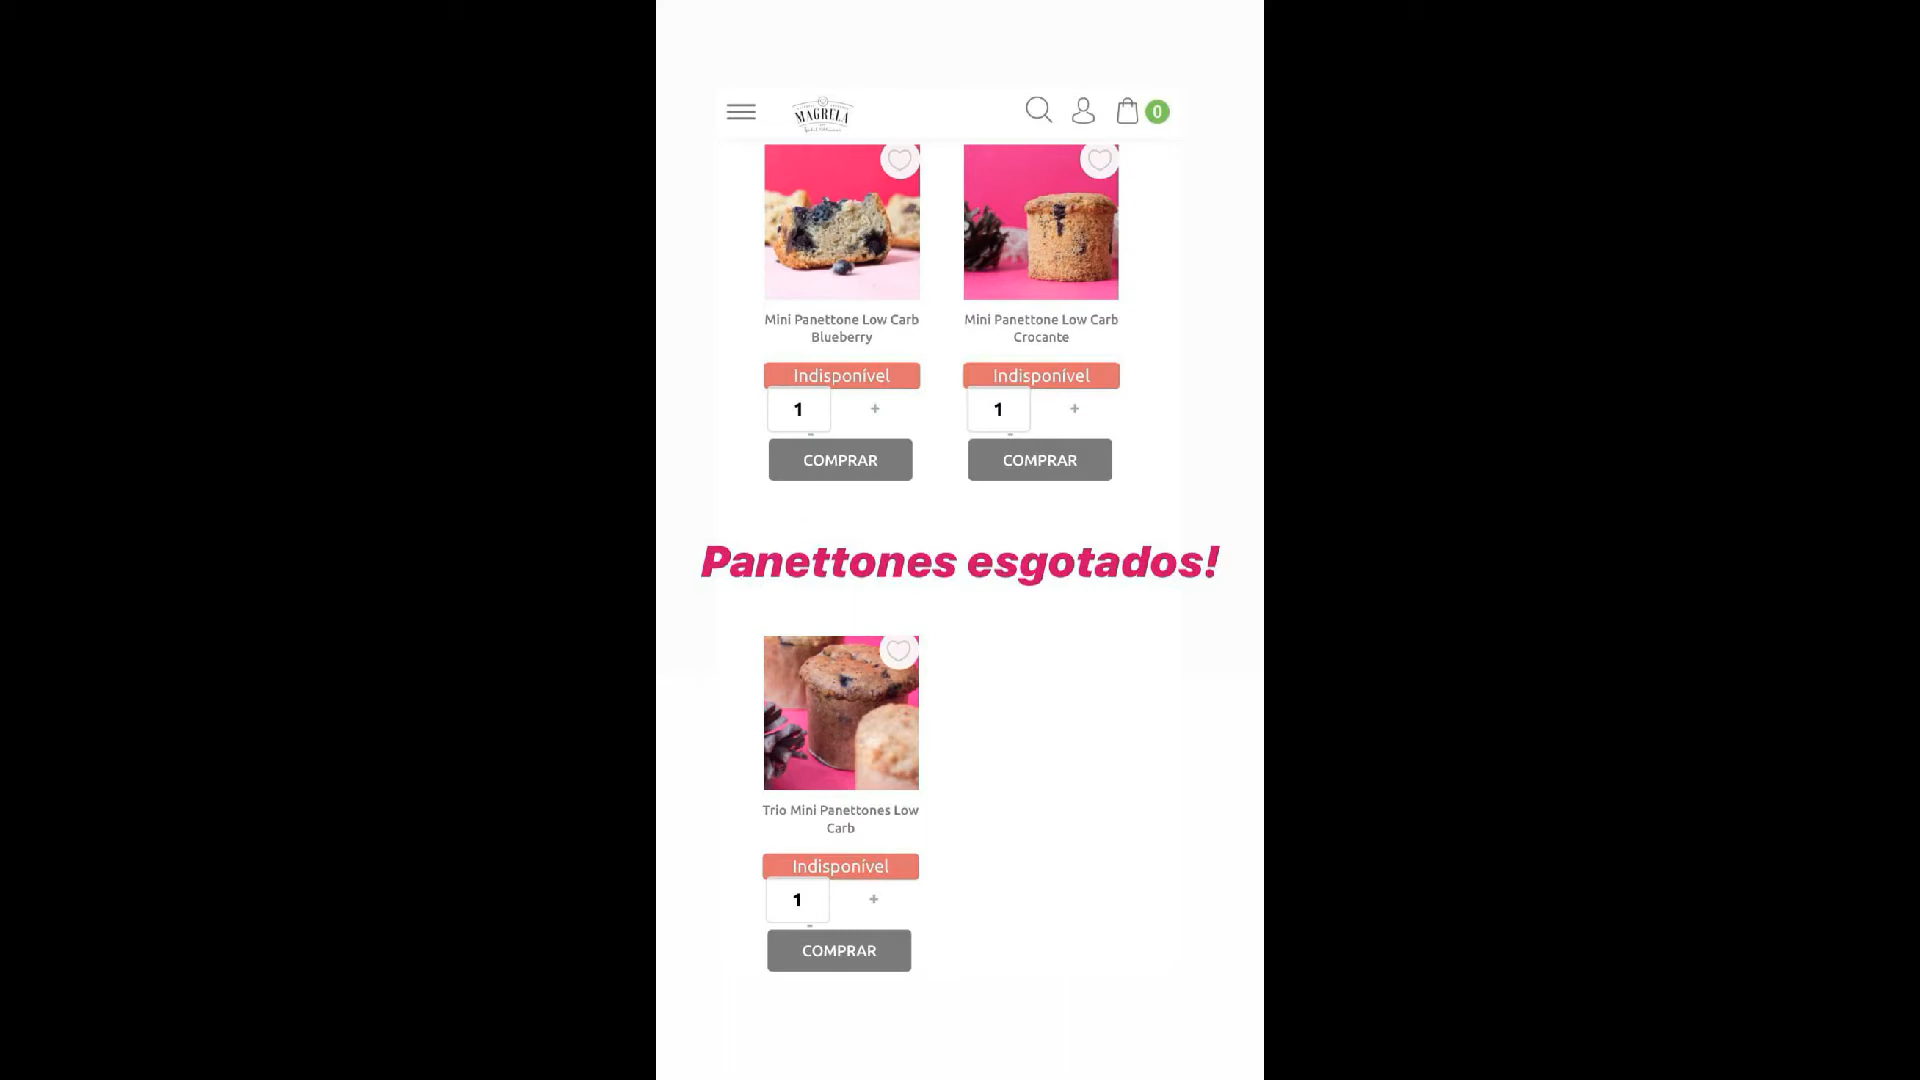 MAGRELA
0
Mini Panettone Low Carb
Blueberry
Indisponível
1 +
-
COMPRAR
Mini Panettone Low Carb
Crocante
Indisponível
1 +
-
COMPRAR
Panettones esgotados!
Trio Mini Panettones Low
Carb
Indisponível
1 +
-
COMPRAR